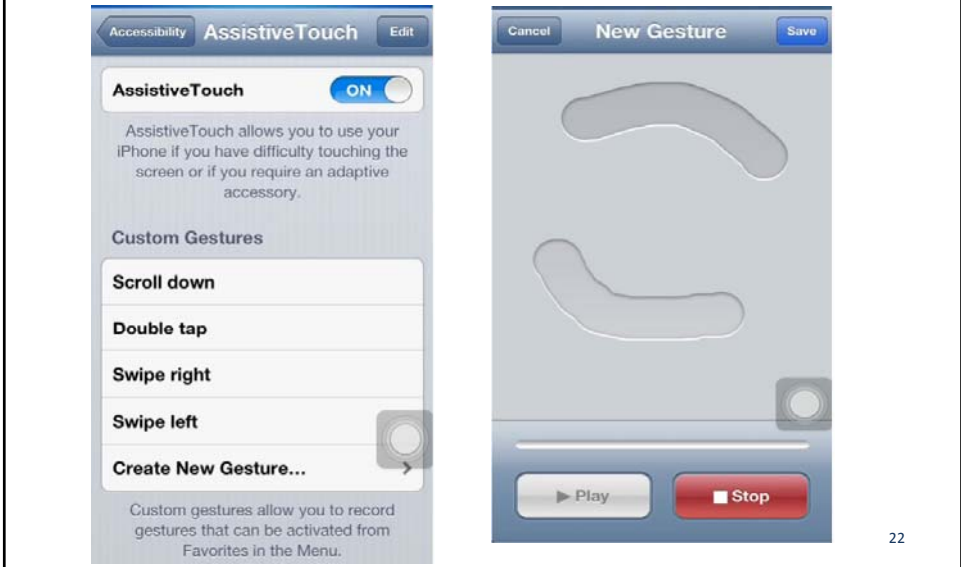 Accessibility AssistiveTouch Edit
AssistiveTouch ON
AssistiveTouch allows you to use your
iPhone if you have difficulty touching the
screen or if you require an adaptive
accessory.
Custom Gestures
Scroll down
Double tap
Swipe right
Swipe left
Create New Gesture...
Custom gestures allow you to record
gestures that can be activated from
Favorites in the Menu.
Cancel New Gesture Save
Play Stop
22